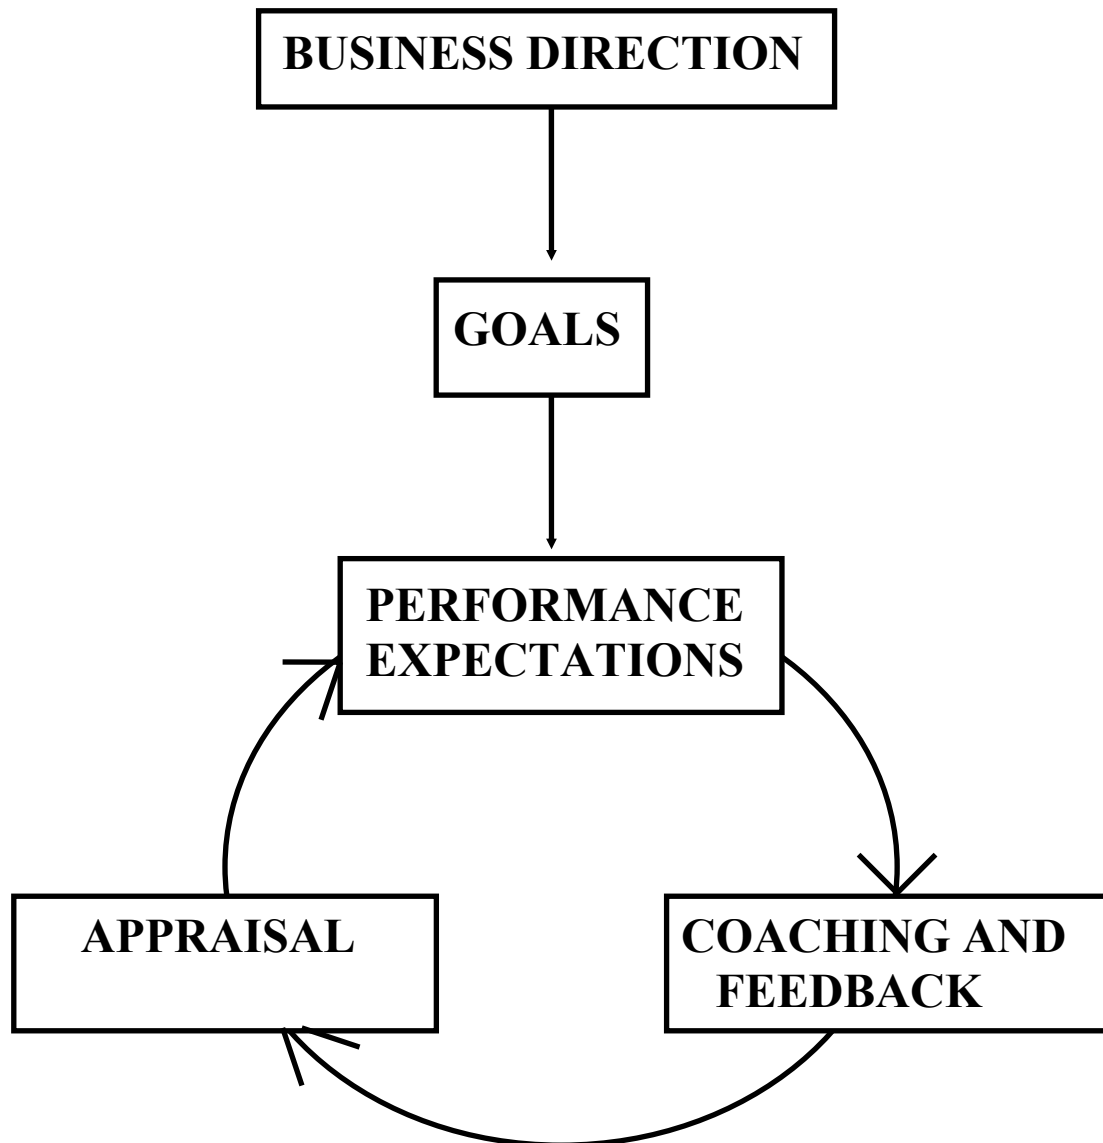 BUSINESS DIRECTION
GOALS
PERFORMANCE
EXPECTATIONS
APPRAISAL
COACHING AND
FEEDBACK